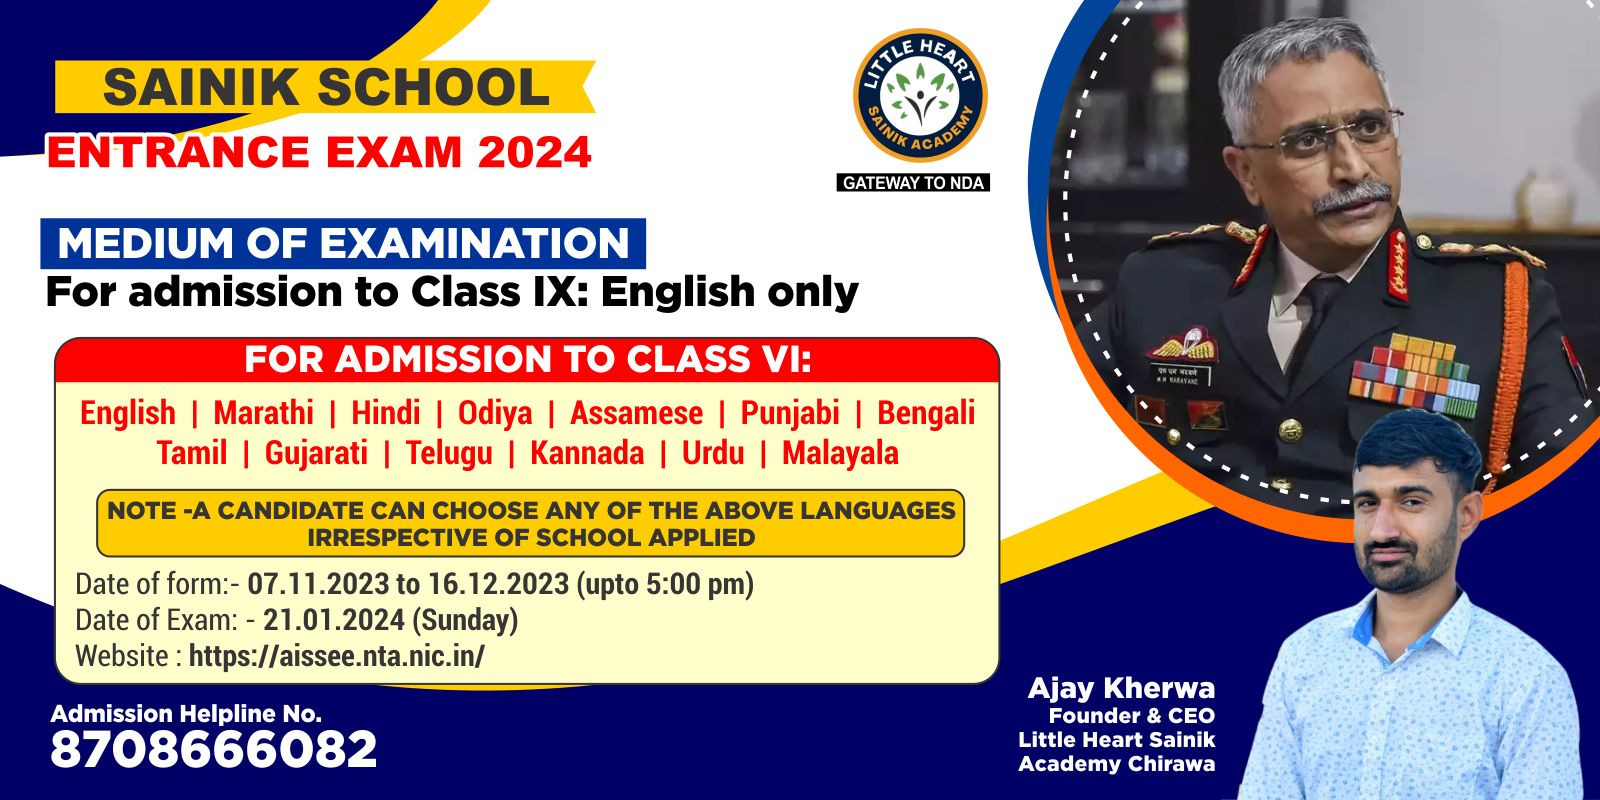 SAINIK SCHOOL
ENTRANCE EXAM 2024
LITTLE HEART
SAINIK ACADEMY
GATEWAY TO NDA
MEDIUM OF EXAMINATION
For admission to Class IX: English only
FOR ADMISSION TO CLASS VI:
English | Marathi | Hindi | Odiya | Assamese | Punjabi | Bengali
Tamil | Gujarati | Telugu | Kannada | Urdu | Malayala
NOTE -A CANDIDATE CAN CHOOSE ANY OF THE ABOVE LANGUAGES
IRRESPECTIVE OF SCHOOL APPLIED
Date of form:- 07.11.2023 to 16.12.2023 (upto 5:00 pm)
Date of Exam: - 21.01.2024 (Sunday)
Website : https://aissee.nta.nic.in/
Admission Helpline No.
8708666082
एम एम नरवणे
M M NARAVANE
Ajay Kherwa
Founder & CEO
Little Heart Sainik
Academy Chirawa